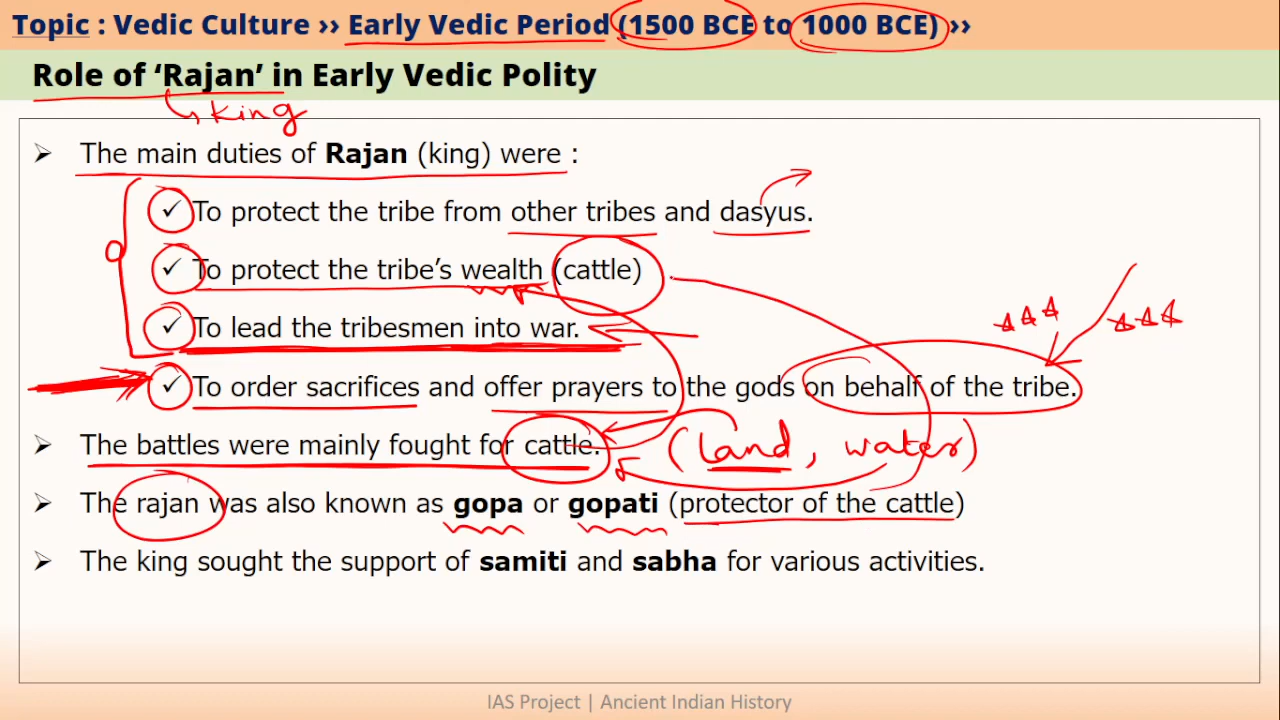 Topic : Vedic Culture ›› Early Vedic Period (1500 BCE to 1000 BCE) ››
Role of ‘Rajan’ in Early Vedic Polity
king
➢ The main duties of Rajan (king) were :
✓ To protect the tribe from other tribes and dasyus.
✓ To protect the tribe’s wealth (cattle)
✓ To lead the tribesmen into war.
✓ To order sacrifices and offer prayers to the gods on behalf of the tribe.
➢ The battles were mainly fought for cattle. (land, water)
➢ The rajan was also known as gopa or gopati (protector of the cattle)
➢ The king sought the support of samiti and sabha for various activities.
IAS Project | Ancient Indian History